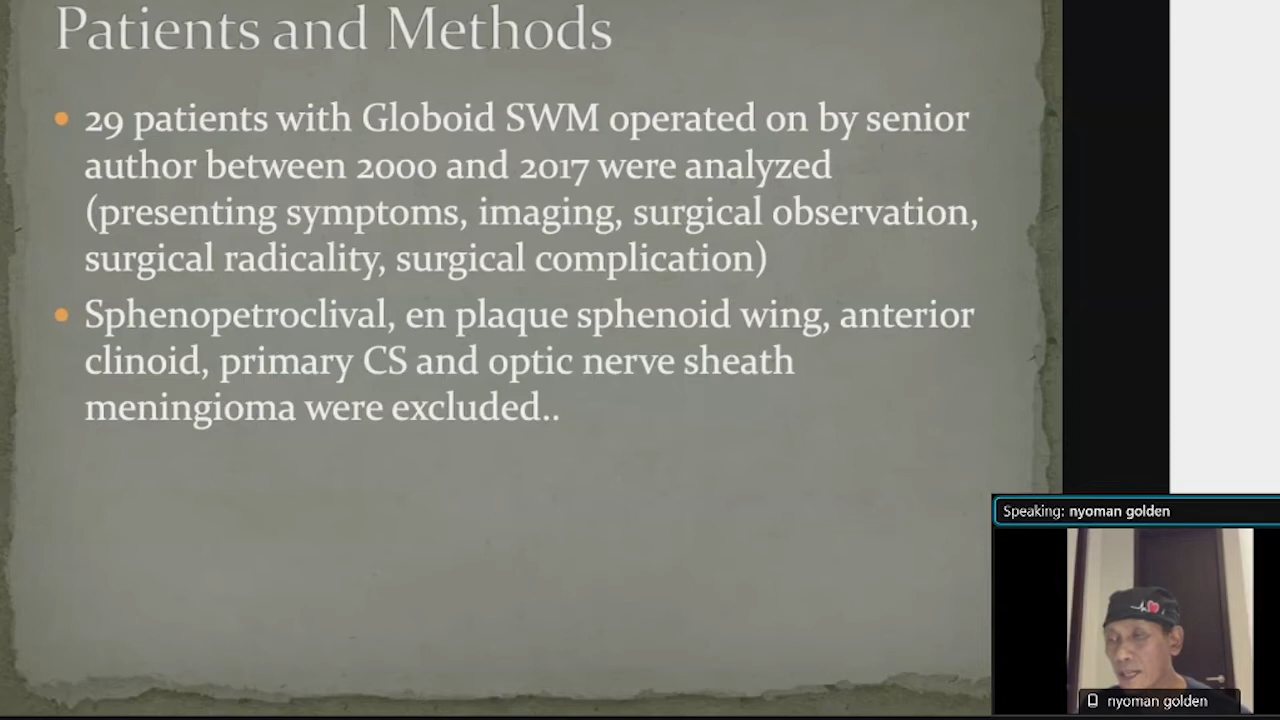 Patients and Methods
29 patients with Globoid SWM operated on by senior
author between 2000 and 2017 were analyzed
(presenting symptoms, imaging, surgical observation,
surgical radicality, surgical complication)
Sphenopetroclival, en plaque sphenoid wing, anterior
clinoid, primary CS and optic nerve sheath
meningioma were excluded..
Speaking: nyoman golden
nyoman golden